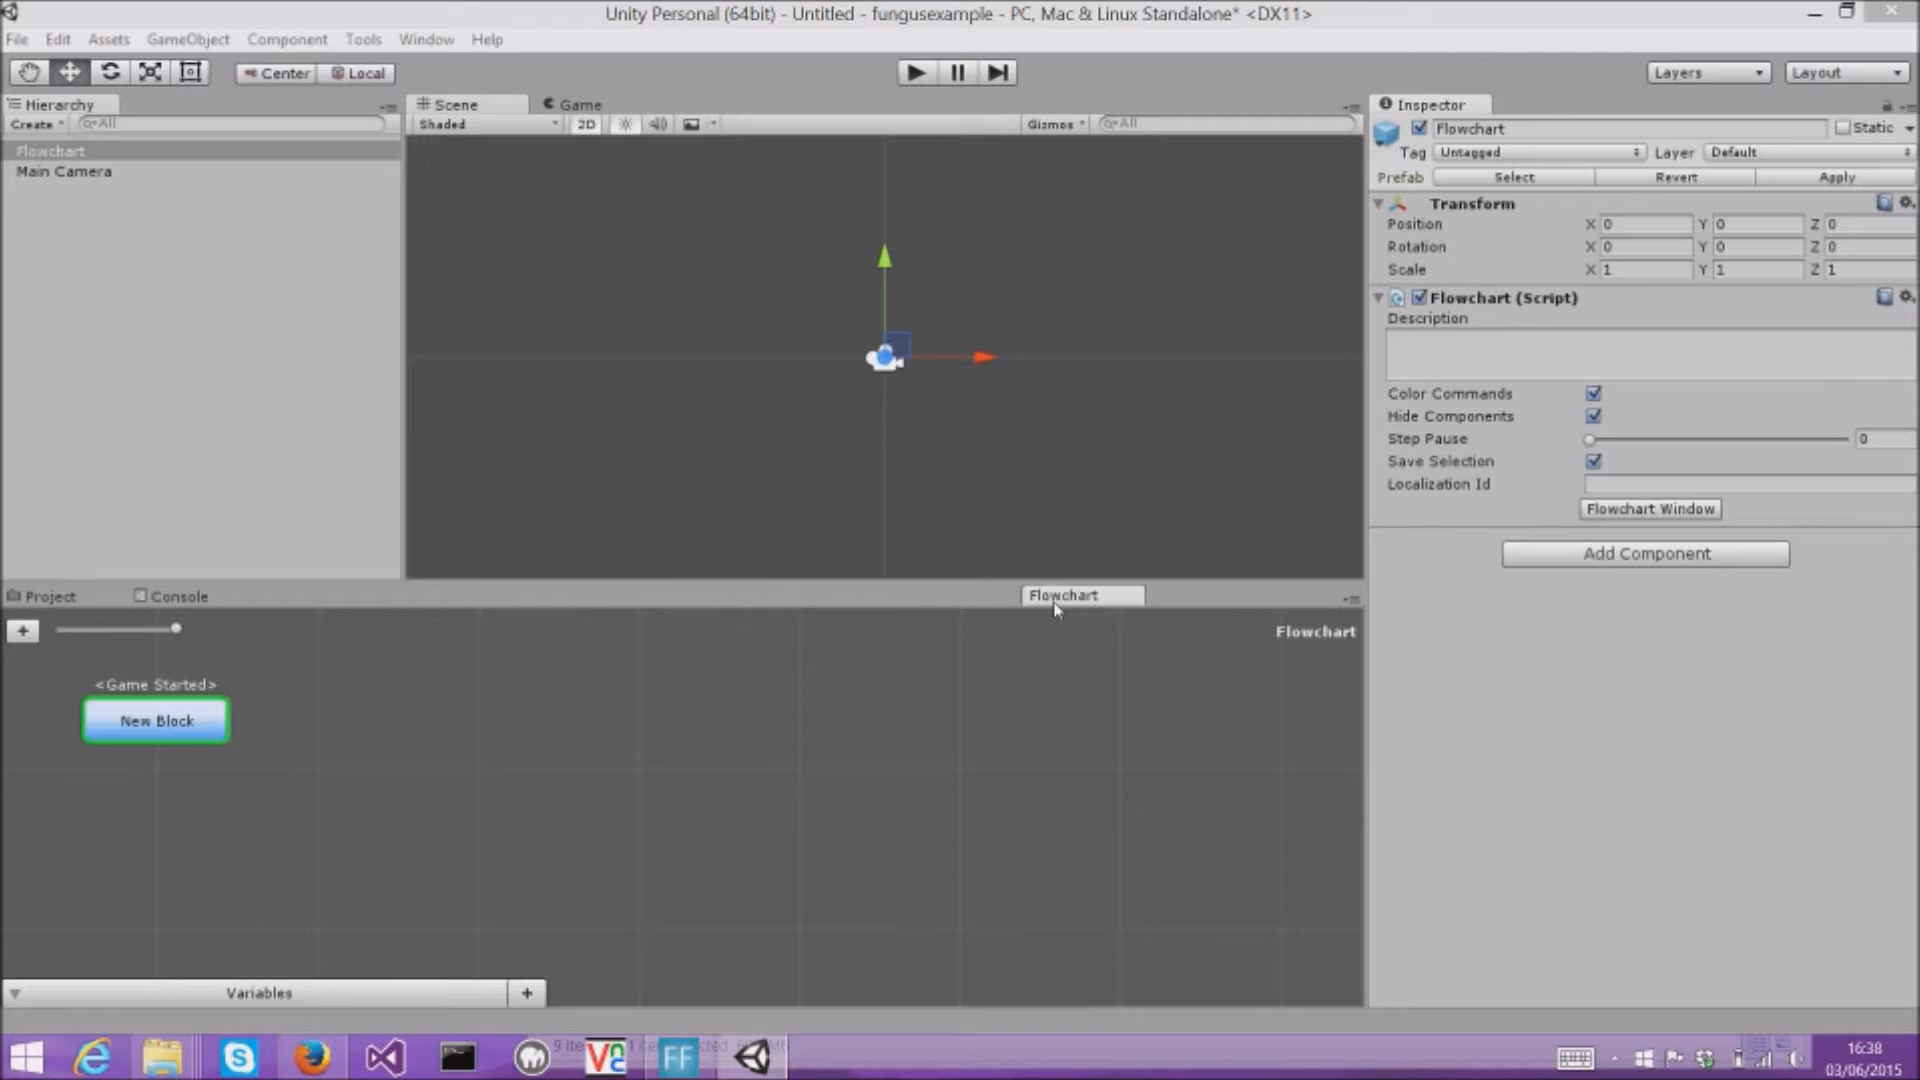 Unity Personal (64bit) - Untitled - fungusexample - PC, Mac & Linux Standalone* <DX11>
File Edit Assets GameObject Component Tools Window Help
Center Local Layers Layout
Hierarchy Scene Game Inspector
Create All Shaded 2D Gizmos All
Flowchart Static
Flowchart
Main Camera
Tag Untagged Layer Default
Prefab Select Revert Apply
Transform
Position X 0 Y 0 Z 0
Rotation X 0 Y 0 Z 0
Scale X 1 Y 1 Z 1
Flowchart (Script)
Description
Color Commands
Hide Components
Step Pause 0
Save Selection
Localization Id
Flowchart Window
Add Component
Project Console Flowchart
Flowchart
<Game Started>
New Block
Variables
FF
16:38
03/06/2015